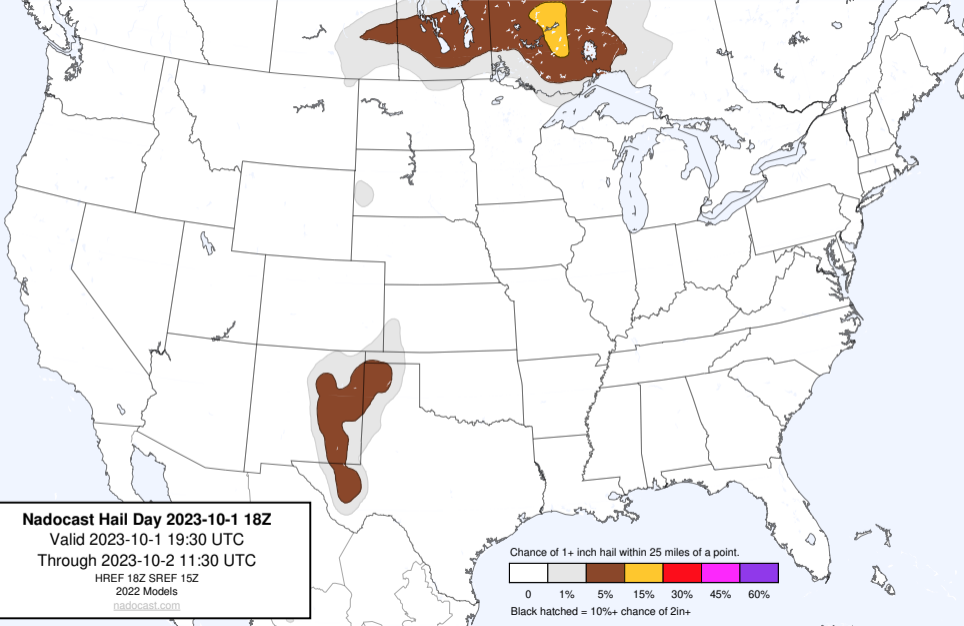 Nadocast Hail Day 2023-10-1 18Z
Valid 2023-10-1 19:30 UTC
Through 2023-10-2 11:30 UTC
HREF 18Z SREF 15Z
2022 Models
nadocast.com
Chance of 1+ inch hail within 25 miles of a point.
0 1% 5% 15% 30% 45% 60%
Black hatched = 10%+ chance of 2in+